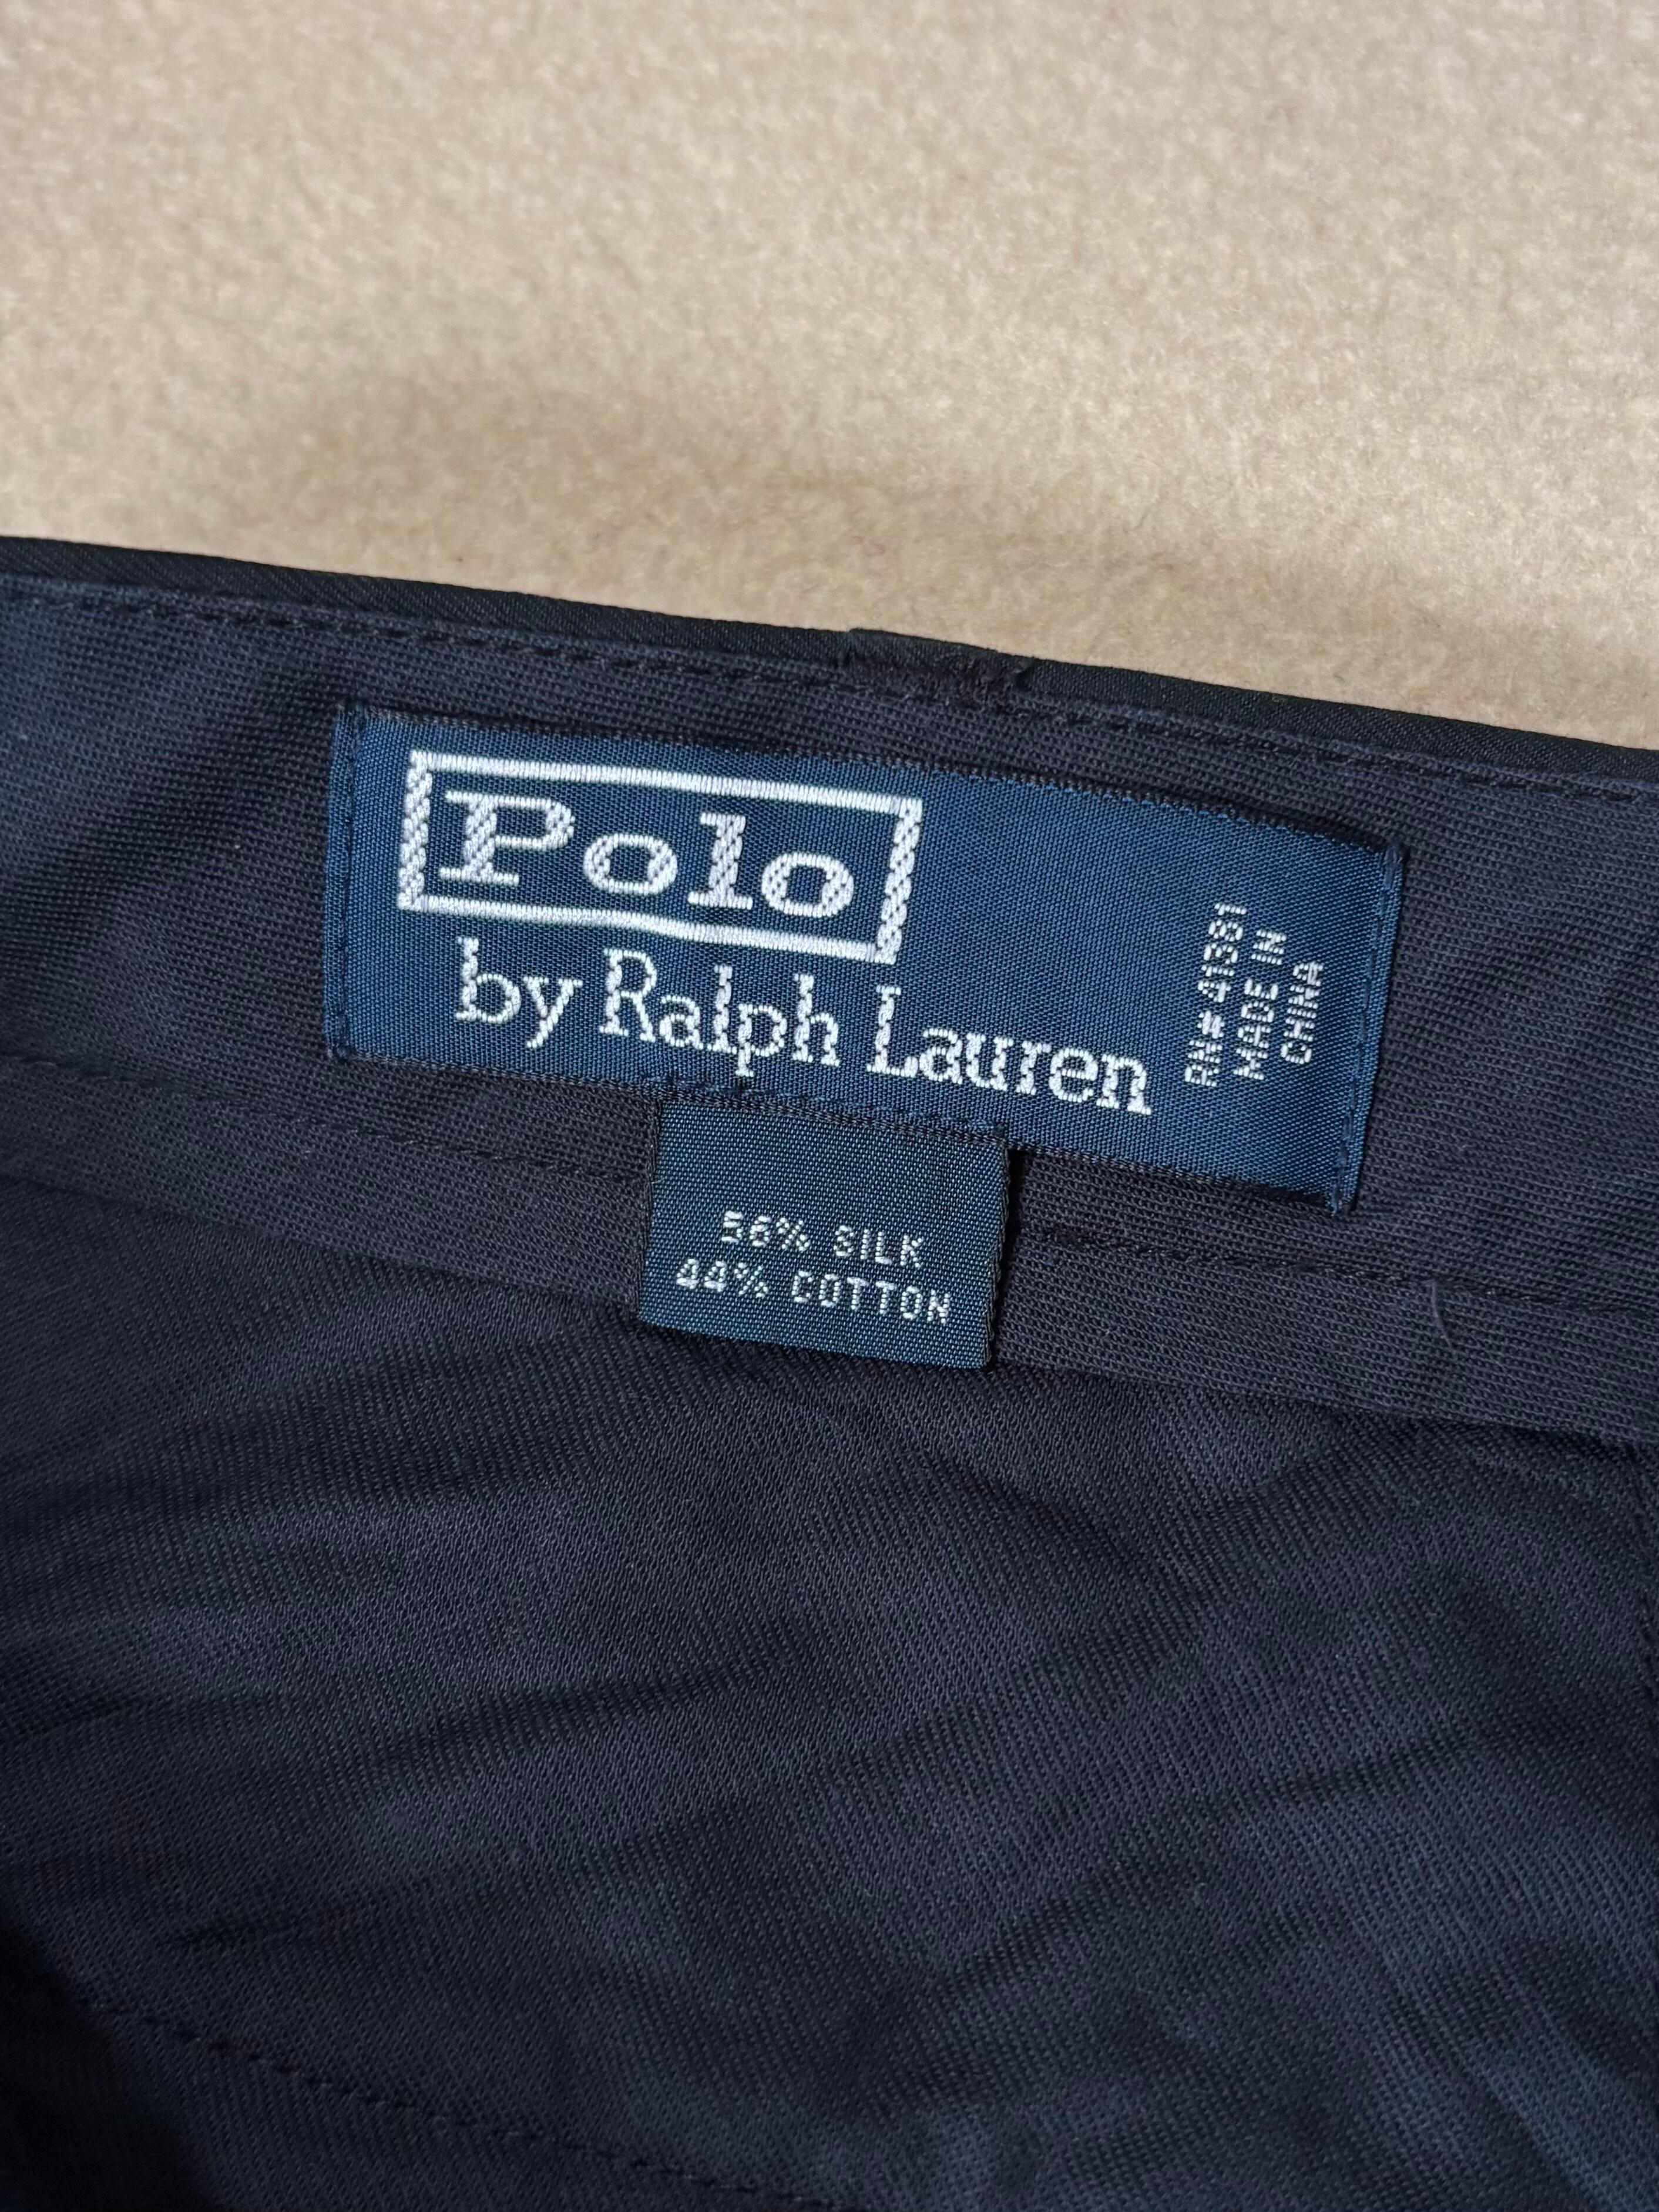 Polo
by Ralph Lauren
RN# 41381
MADE IN
CHINA
56% SILK
44% COTTON